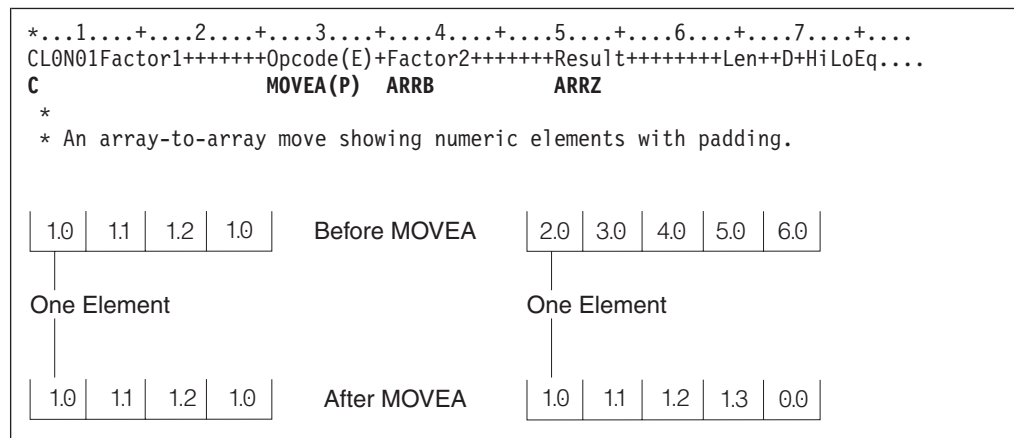 *...1....+....2....+....3....+....4....+....5....+....6....+....7....+....
CL0N01Factor1+++++++Opcode(E)+Factor2+++++++Result++++++++Len++D+HiLoEq....
C                   MOVEA(P)  ARRB          ARRZ
 *
 * An array-to-array move showing numeric elements with padding.
1.0 1.1 1.2 1.0 Before MOVEA 2.0 3.0 4.0 5.0 6.0
One Element One Element
1.0 1.1 1.2 1.0 After MOVEA 1.0 1.1 1.2 1.3 0.0